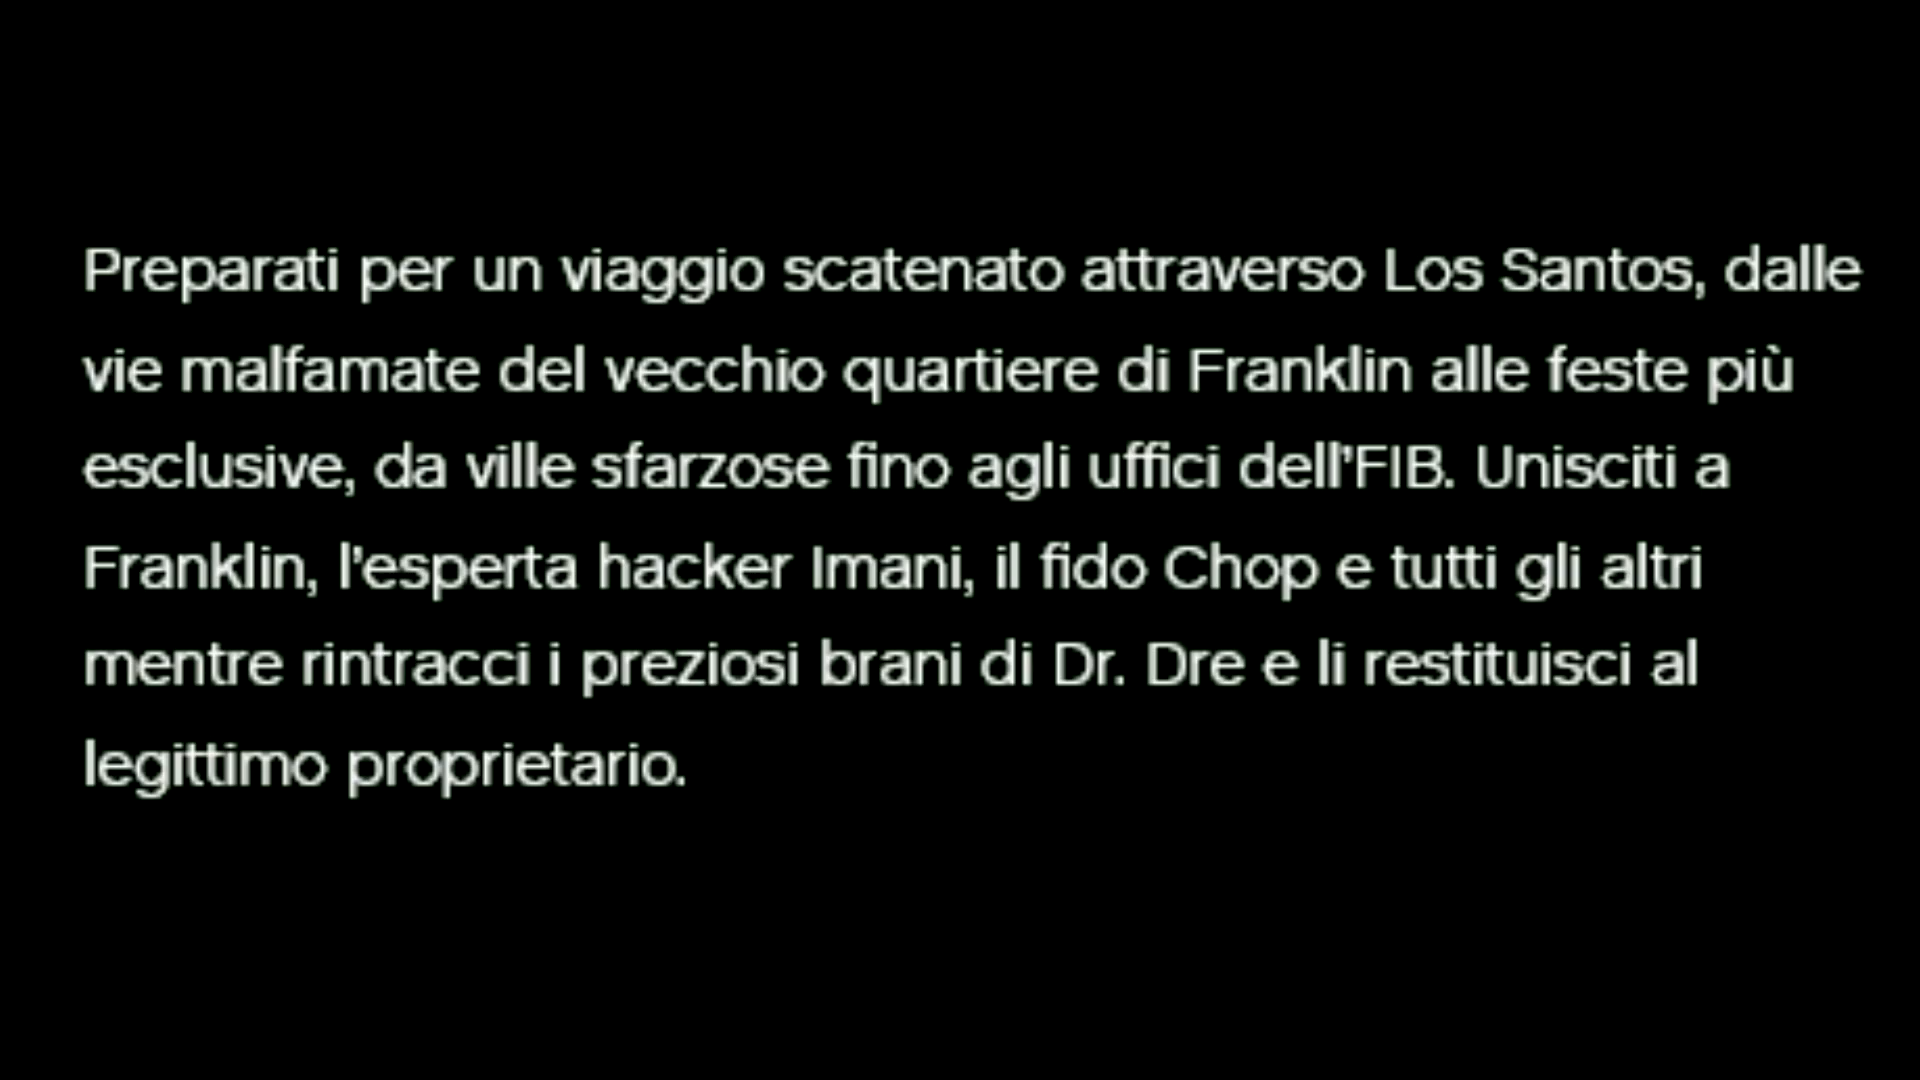 Preparati per un viaggio scatenato attraverso Los Santos, dalle
vie malfamate del vecchio quartiere di Franklin alle feste più
esclusive, da ville sfarzose fino agli uffici dell'FIB. Unisciti a
Franklin, l'esperta hacker Imani, il fido Chop e tutti gli altri
mentre rintracci i preziosi brani di Dr. Dre e li restituisci al
legittimo proprietario.